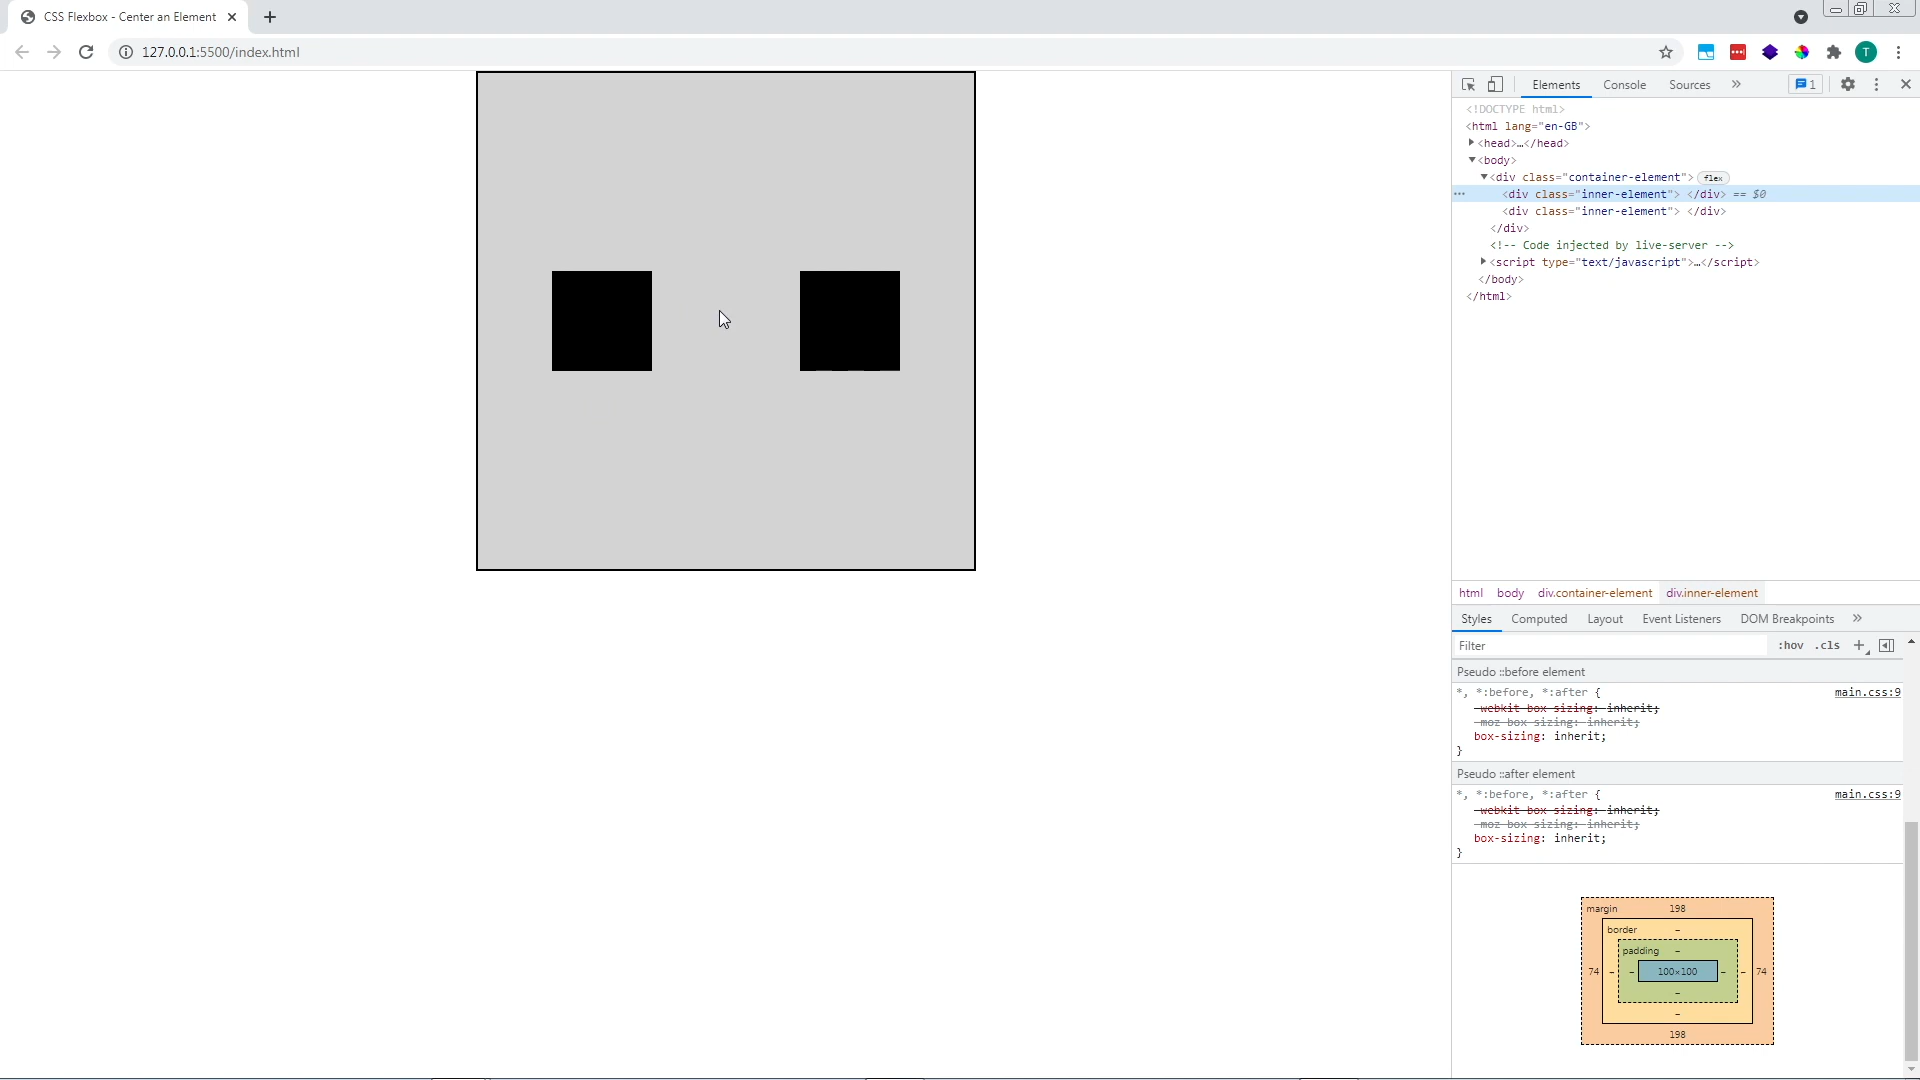 CSS Flexbox - Center an Element
127.0.0.1:5500/index.html
T
Elements Console Sources » 1
<!DOCTYPE html>
<html lang="en-GB">
<head>…</head>
<body>
<div class="container-element"> flex
<div class="inner-element"> </div> == $0
<div class="inner-element"> </div>
</div>
<!-- Code injected by live-server -->
<script type="text/javascript">…</script>
</body>
</html>
html body div.container-element div.inner-element
Styles Computed Layout Event Listeners DOM Breakpoints »
Filter :hov .cls +
Pseudo ::before element
*, *:before, *:after { main.css:9
-webkit-box-sizing: inherit;
-moz-box-sizing: inherit;
box-sizing: inherit;
}
Pseudo ::after element
*, *:before, *:after { main.css:9
-webkit-box-sizing: inherit;
-moz-box-sizing: inherit;
box-sizing: inherit;
}
margin 198
border –
padding –
74 – – 100×100 – – 74
–
–
198